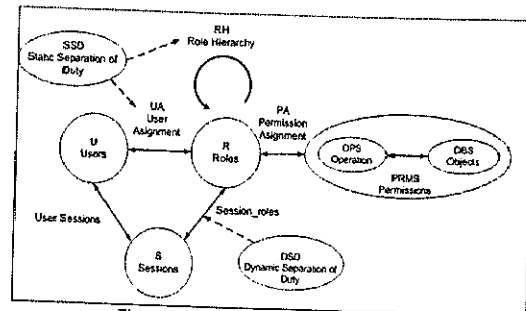 SSD
Static Separation of
Duty
RH
Role Hierarchy
UA
User
Asignment
PA
Permission
Assignment
U
Users
R
Roles
OPS
Operation
OBS
Objects
PRMS
Permissions
User Sessions
Session_roles
S
Sessions
DSD
Dynamic Separation of
Duty